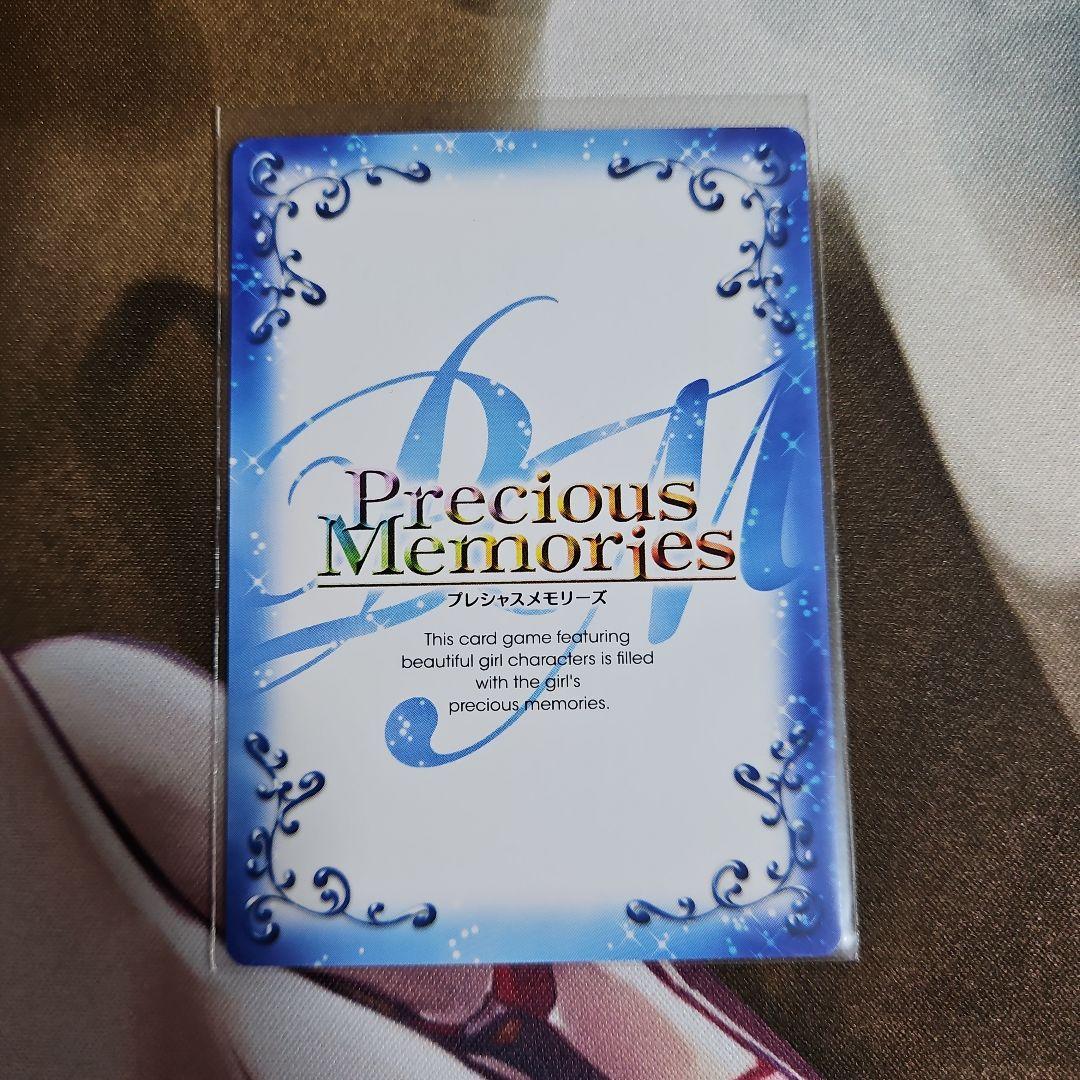 PM
Precious
Memories
プレシャスメモリーズ
This card game featuring
beautiful girl characters is filled
with the girl's
precious memories.